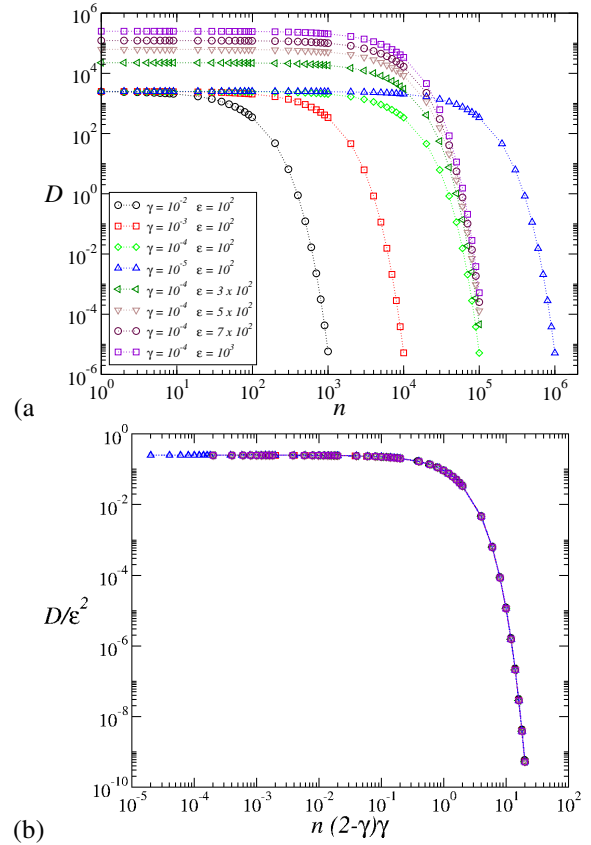 10^6
10^4
10^2
10^0
10^-2
10^-4
10^-6
D
γ = 10^-2 ε = 10^2
γ = 10^-3 ε = 10^2
γ = 10^-4 ε = 10^2
γ = 10^-5 ε = 10^2
γ = 10^-4 ε = 3 x 10^2
γ = 10^-4 ε = 5 x 10^2
γ = 10^-4 ε = 7 x 10^2
γ = 10^-4 ε = 10^3
10^0 10^1 10^2 10^3 10^4 10^5 10^6
n
(a
10^0
10^-2
10^-4
10^-6
10^-8
10^-10
D/ε^2
10^-5 10^-4 10^-3 10^-2 10^-1 10^0 10^1 10^2
n (2-γ)γ
(b)